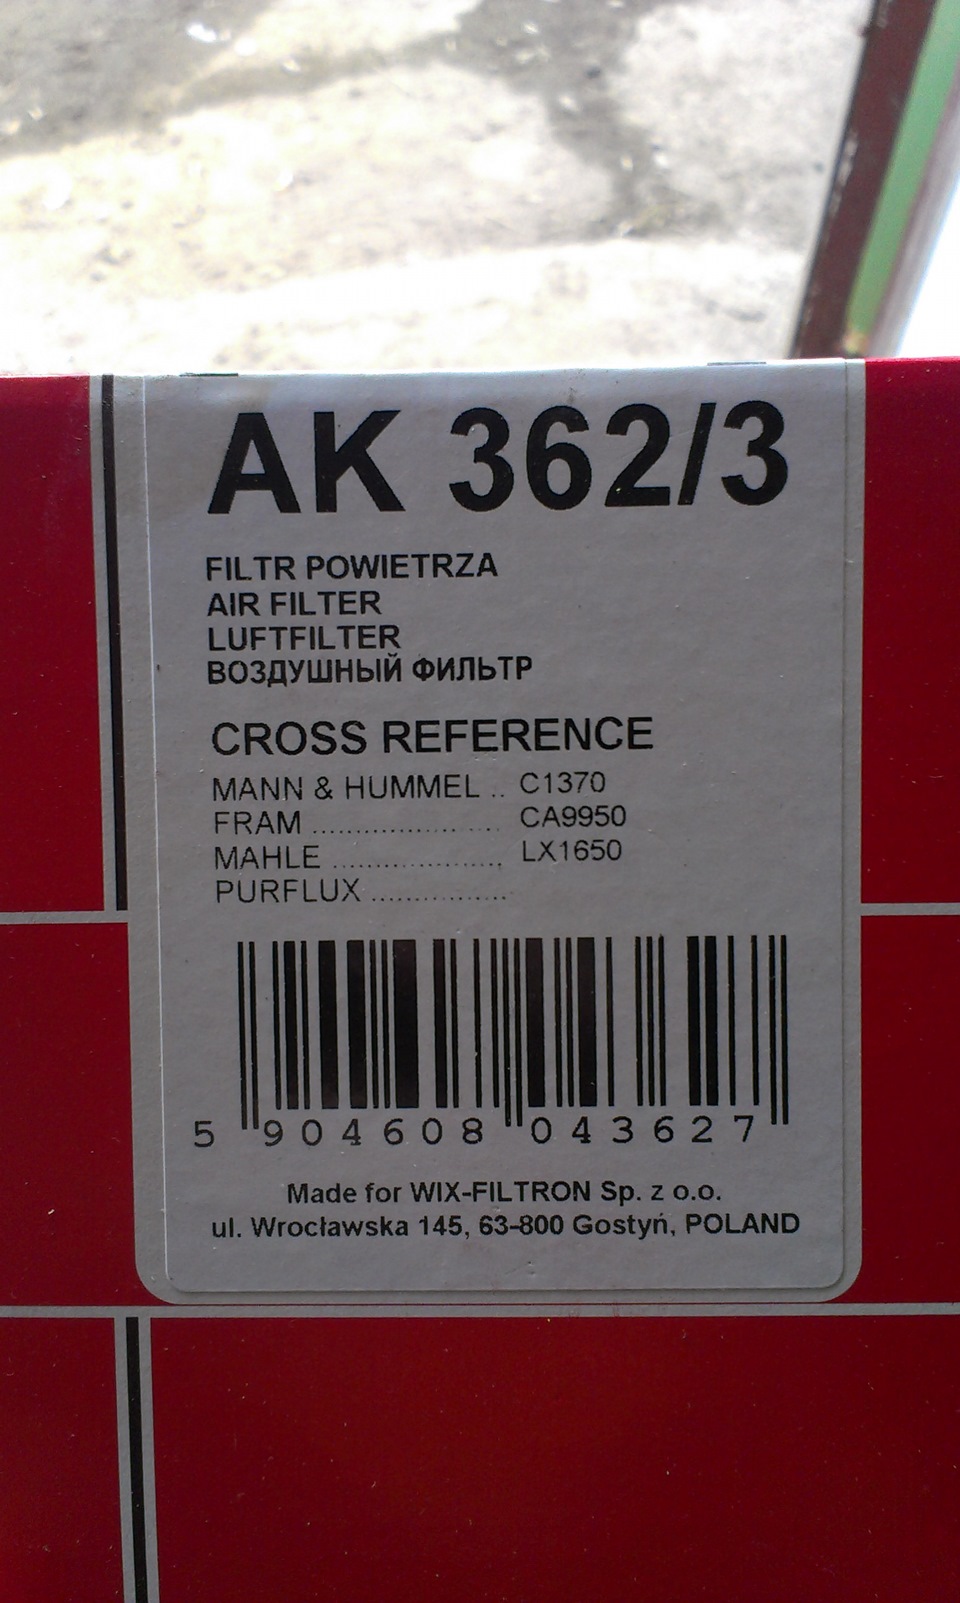 AK 362/3
FILTR POWIETRZA
AIR FILTER
LUFTFILTER
ВОЗДУШНЫЙ ФИЛЬТР
CROSS REFERENCE
MANN & HUMMEL .. C1370
FRAM ...................... CA9950
MAHLE .................... LX1650
PURFLUX ................
5 904608 043627
Made for WIX-FILTRON Sp. z o.o.
ul. Wrocławska 145, 63-800 Gostyń, POLAND